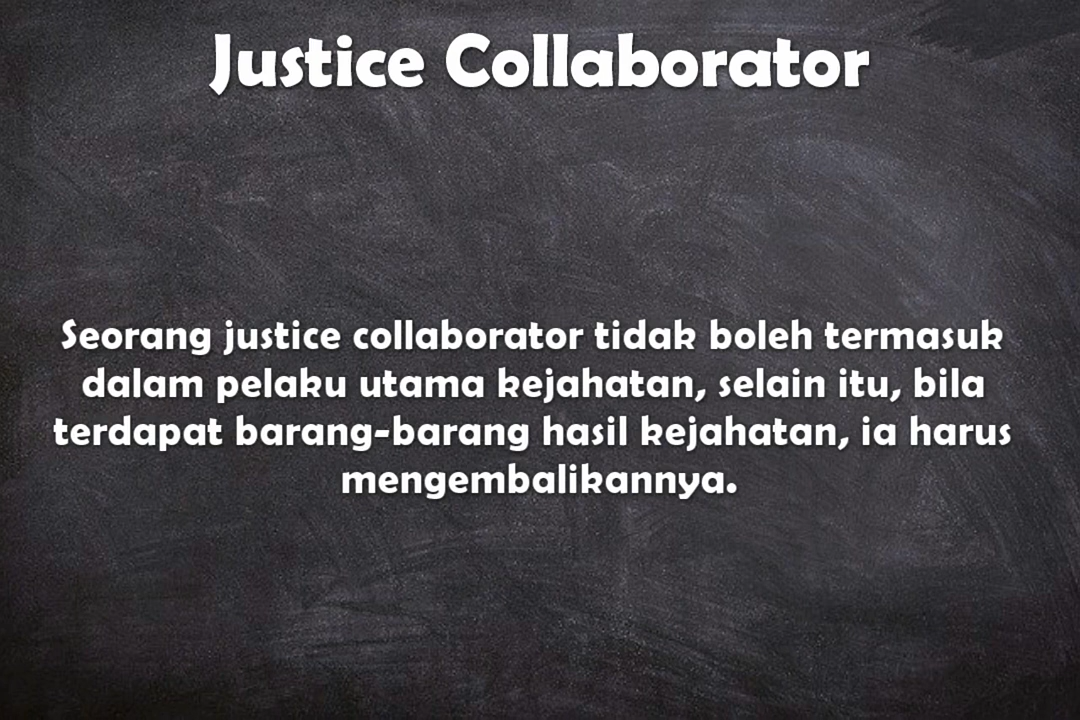 Justice Collaborator
Seorang justice collaborator tidak boleh termasuk
dalam pelaku utama kejahatan, selain itu, bila
terdapat barang-barang hasil kejahatan, ia harus
mengembalikannya.